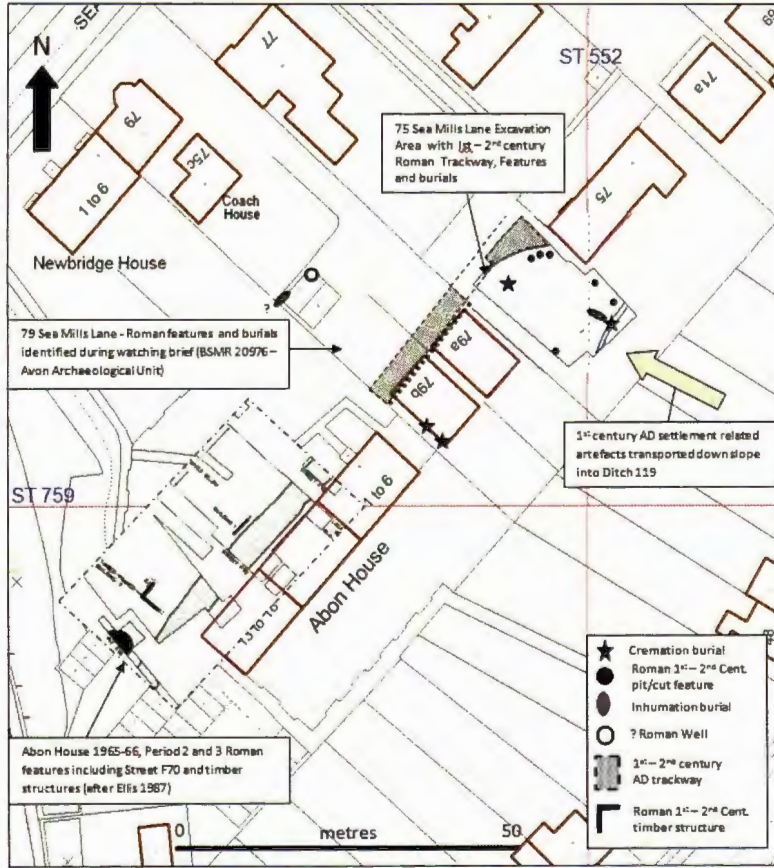 SEA
N
77
ST 552
69
71a
79
75c
1 to 6
Coach
House
Newbridge House
75 Sea Mills Lane Excavation
Area with 1st – 2nd century
Roman Trackway, Features
and burials
75
?
79 Sea Mills Lane - Roman features and burials
identified during watching brief (BSMR 20976 –
Avon Archaeological Unit)
79a
79b
1st century AD settlement related
artefacts transported down slope
into Ditch 119
ST 759
1 to 6
Abon House
Cremation burial
Roman 1st – 2nd Cent.
pit/cut feature
Inhumation burial
? Roman Well
1st – 2nd century
AD trackway
Roman 1st – 2nd Cent.
timber structure
Abon House 1965-66, Period 2 and 3 Roman
features including Street F70 and timber
structures (after Ellis 1987)
0 metres 50